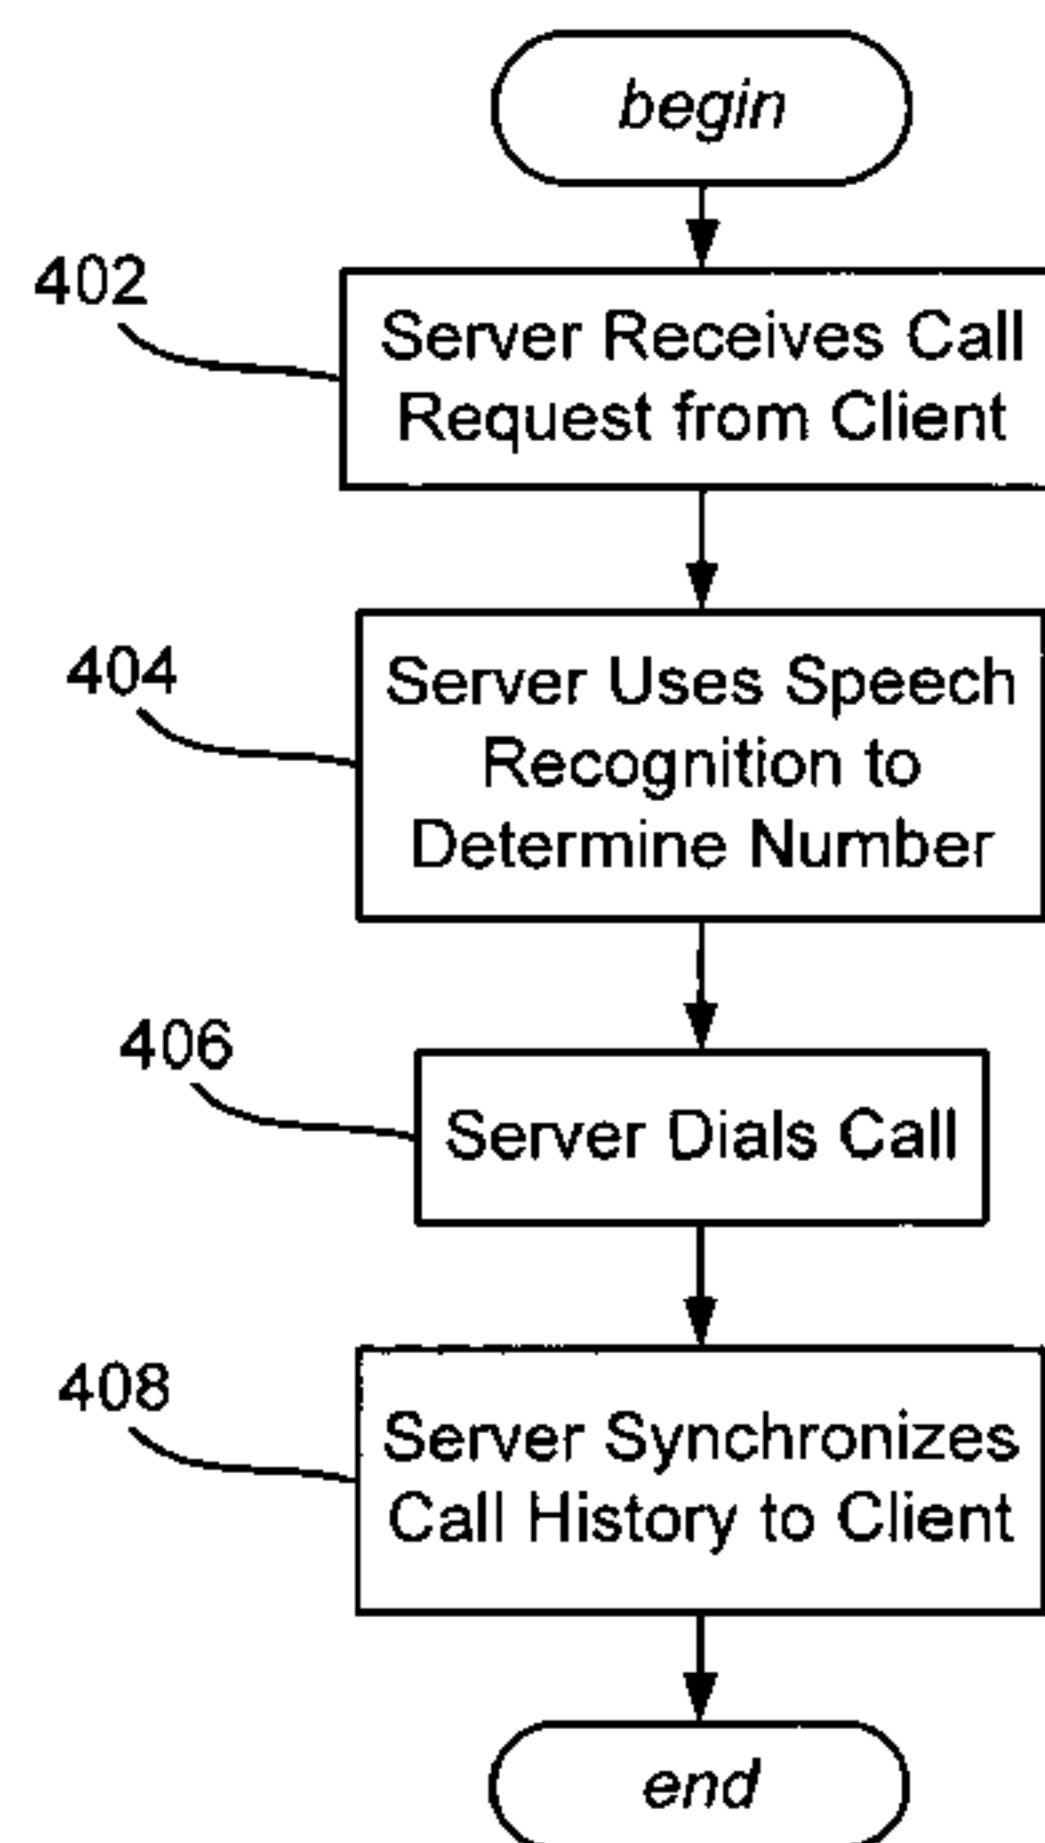 begin
402
Server Receives Call
Request from Client
404
Server Uses Speech
Recognition to
Determine Number
406
Server Dials Call
408
Server Synchronizes
Call History to Client
end